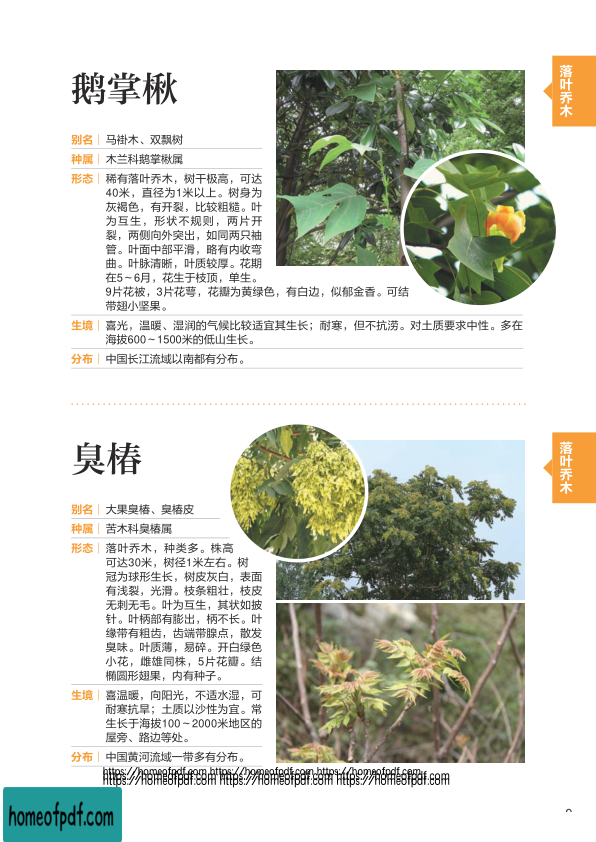 落叶乔木
鹅掌楸
别名 马褂木、双飘树
种属 木兰科鹅掌楸属
形态 稀有落叶乔木，树干极高，可达
40米，直径为1米以上。树身为
灰褐色，有开裂，比较粗糙。叶
为互生，形状不规则，两片开
裂，两侧向外突出，如同两只袖
管。叶面中部平滑，略有内收弯
曲。叶脉清晰，叶质较厚。花期
在5～6月，花生于枝顶，单生。
9片花被，3片花萼，花瓣为黄绿色，有白边，似郁金香。可结
带翅小坚果。
生境 喜光，温暖、湿润的气候比较适宜其生长；耐寒，但不抗涝。对土质要求中性。多在
海拔600～1500米的低山生长。
分布 中国长江流域以南都有分布。
落叶乔木
臭椿
别名 大果臭椿、臭椿皮
种属 苦木科臭椿属
形态 落叶乔木，种类多。株高
可达30米，树径1米左右。树
冠为球形生长，树皮灰白，表面
有浅裂，光滑。枝条粗壮，枝皮
无刺无毛。叶为互生，其状如披
针。叶柄部有膨出，柄不长。叶
缘带有粗齿，齿端带腺点，散发
臭味。叶质薄，易碎。开白绿色
小花，雌雄同株，5片花瓣。结
椭圆形翅果，内有种子。
生境 喜温暖，向阳光，不适水湿，可
耐寒抗旱；土质以沙性为宜。常
生长于海拔100～2000米地区的
屋旁、路边等处。
分布 中国黄河流域一带多有分布。
https://homeofpdf.com https://homeofpdf.com https://homeofpdf.com
https://homeofpdf.com https://homeofpdf.com https://homeofpdf.com
homeofpdf.com